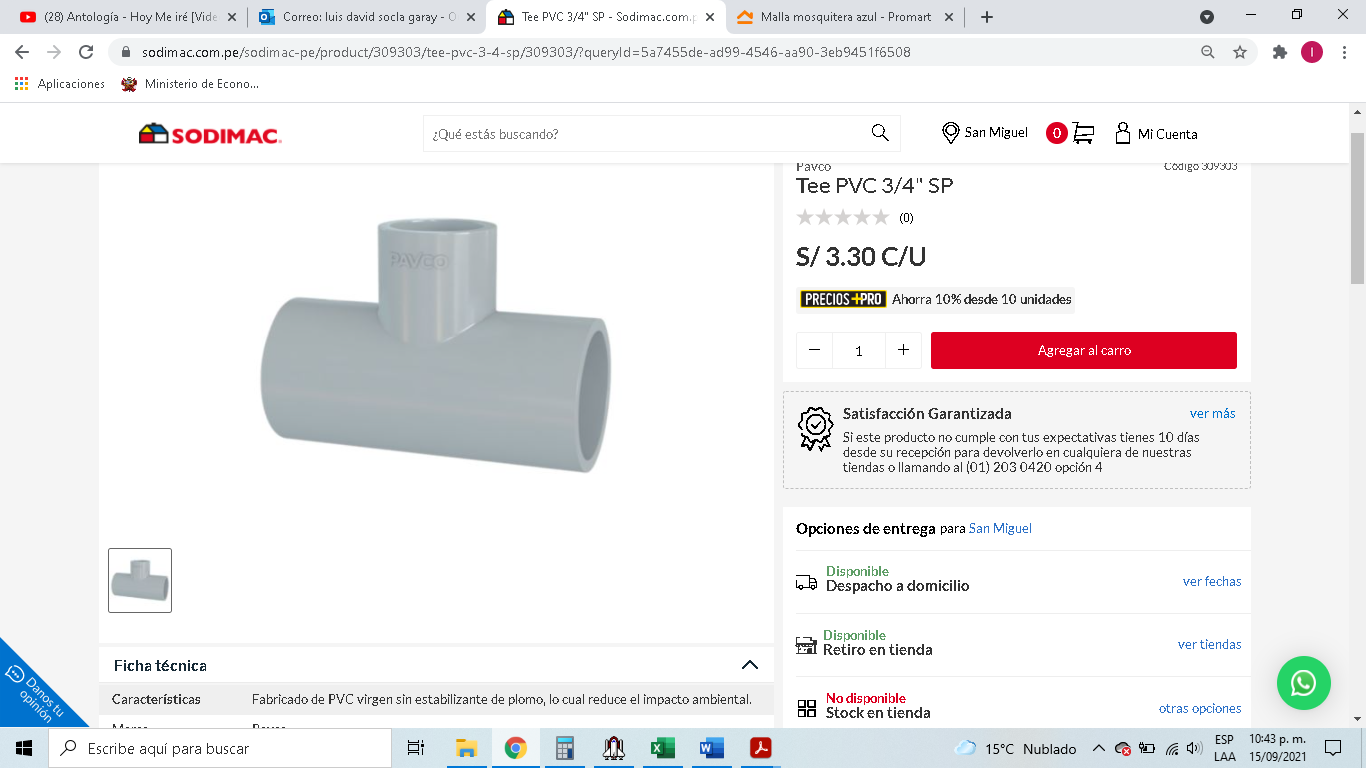 (28) Antología - Hoy Me iré [Vide
Correo: luis david socla garay - O
Tee PVC 3/4" SP - Sodimac.com.p
Malla mosquitera azul - Promart
sodimac.com.pe/sodimac-pe/product/309303/tee-pvc-3-4-sp/309303/?queryId=5a7455de-ad99-4546-aa90-3eb9451f6508
I
Aplicaciones
Ministerio de Econo...
SODIMAC
¿Qué estás buscando?
San Miguel
0
Mi Cuenta
Pavco
Código 309303
Tee PVC 3/4" SP
(0)
S/ 3.30 C/U
PRECIOS+PRO Ahorra 10% desde 10 unidades
1
Agregar al carro
PAVCO
Satisfacción Garantizada
ver más
Si este producto no cumple con tus expectativas tienes 10 días
desde su recepción para devolverlo en cualquiera de nuestras
tiendas o llamando al (01) 203 0420 opción 4
Opciones de entrega para San Miguel
Disponible
Despacho a domicilio
ver fechas
Disponible
Retiro en tienda
ver tiendas
No disponible
Stock en tienda
otras opciones
Ficha técnica
Características
Fabricado de PVC virgen sin estabilizante de plomo, lo cual reduce el impacto ambiental.
Marca
Pavco
Danos tu
opinión
Escribe aquí para buscar
15°C Nublado
ESP
LAA
10:43 p. m.
15/09/2021